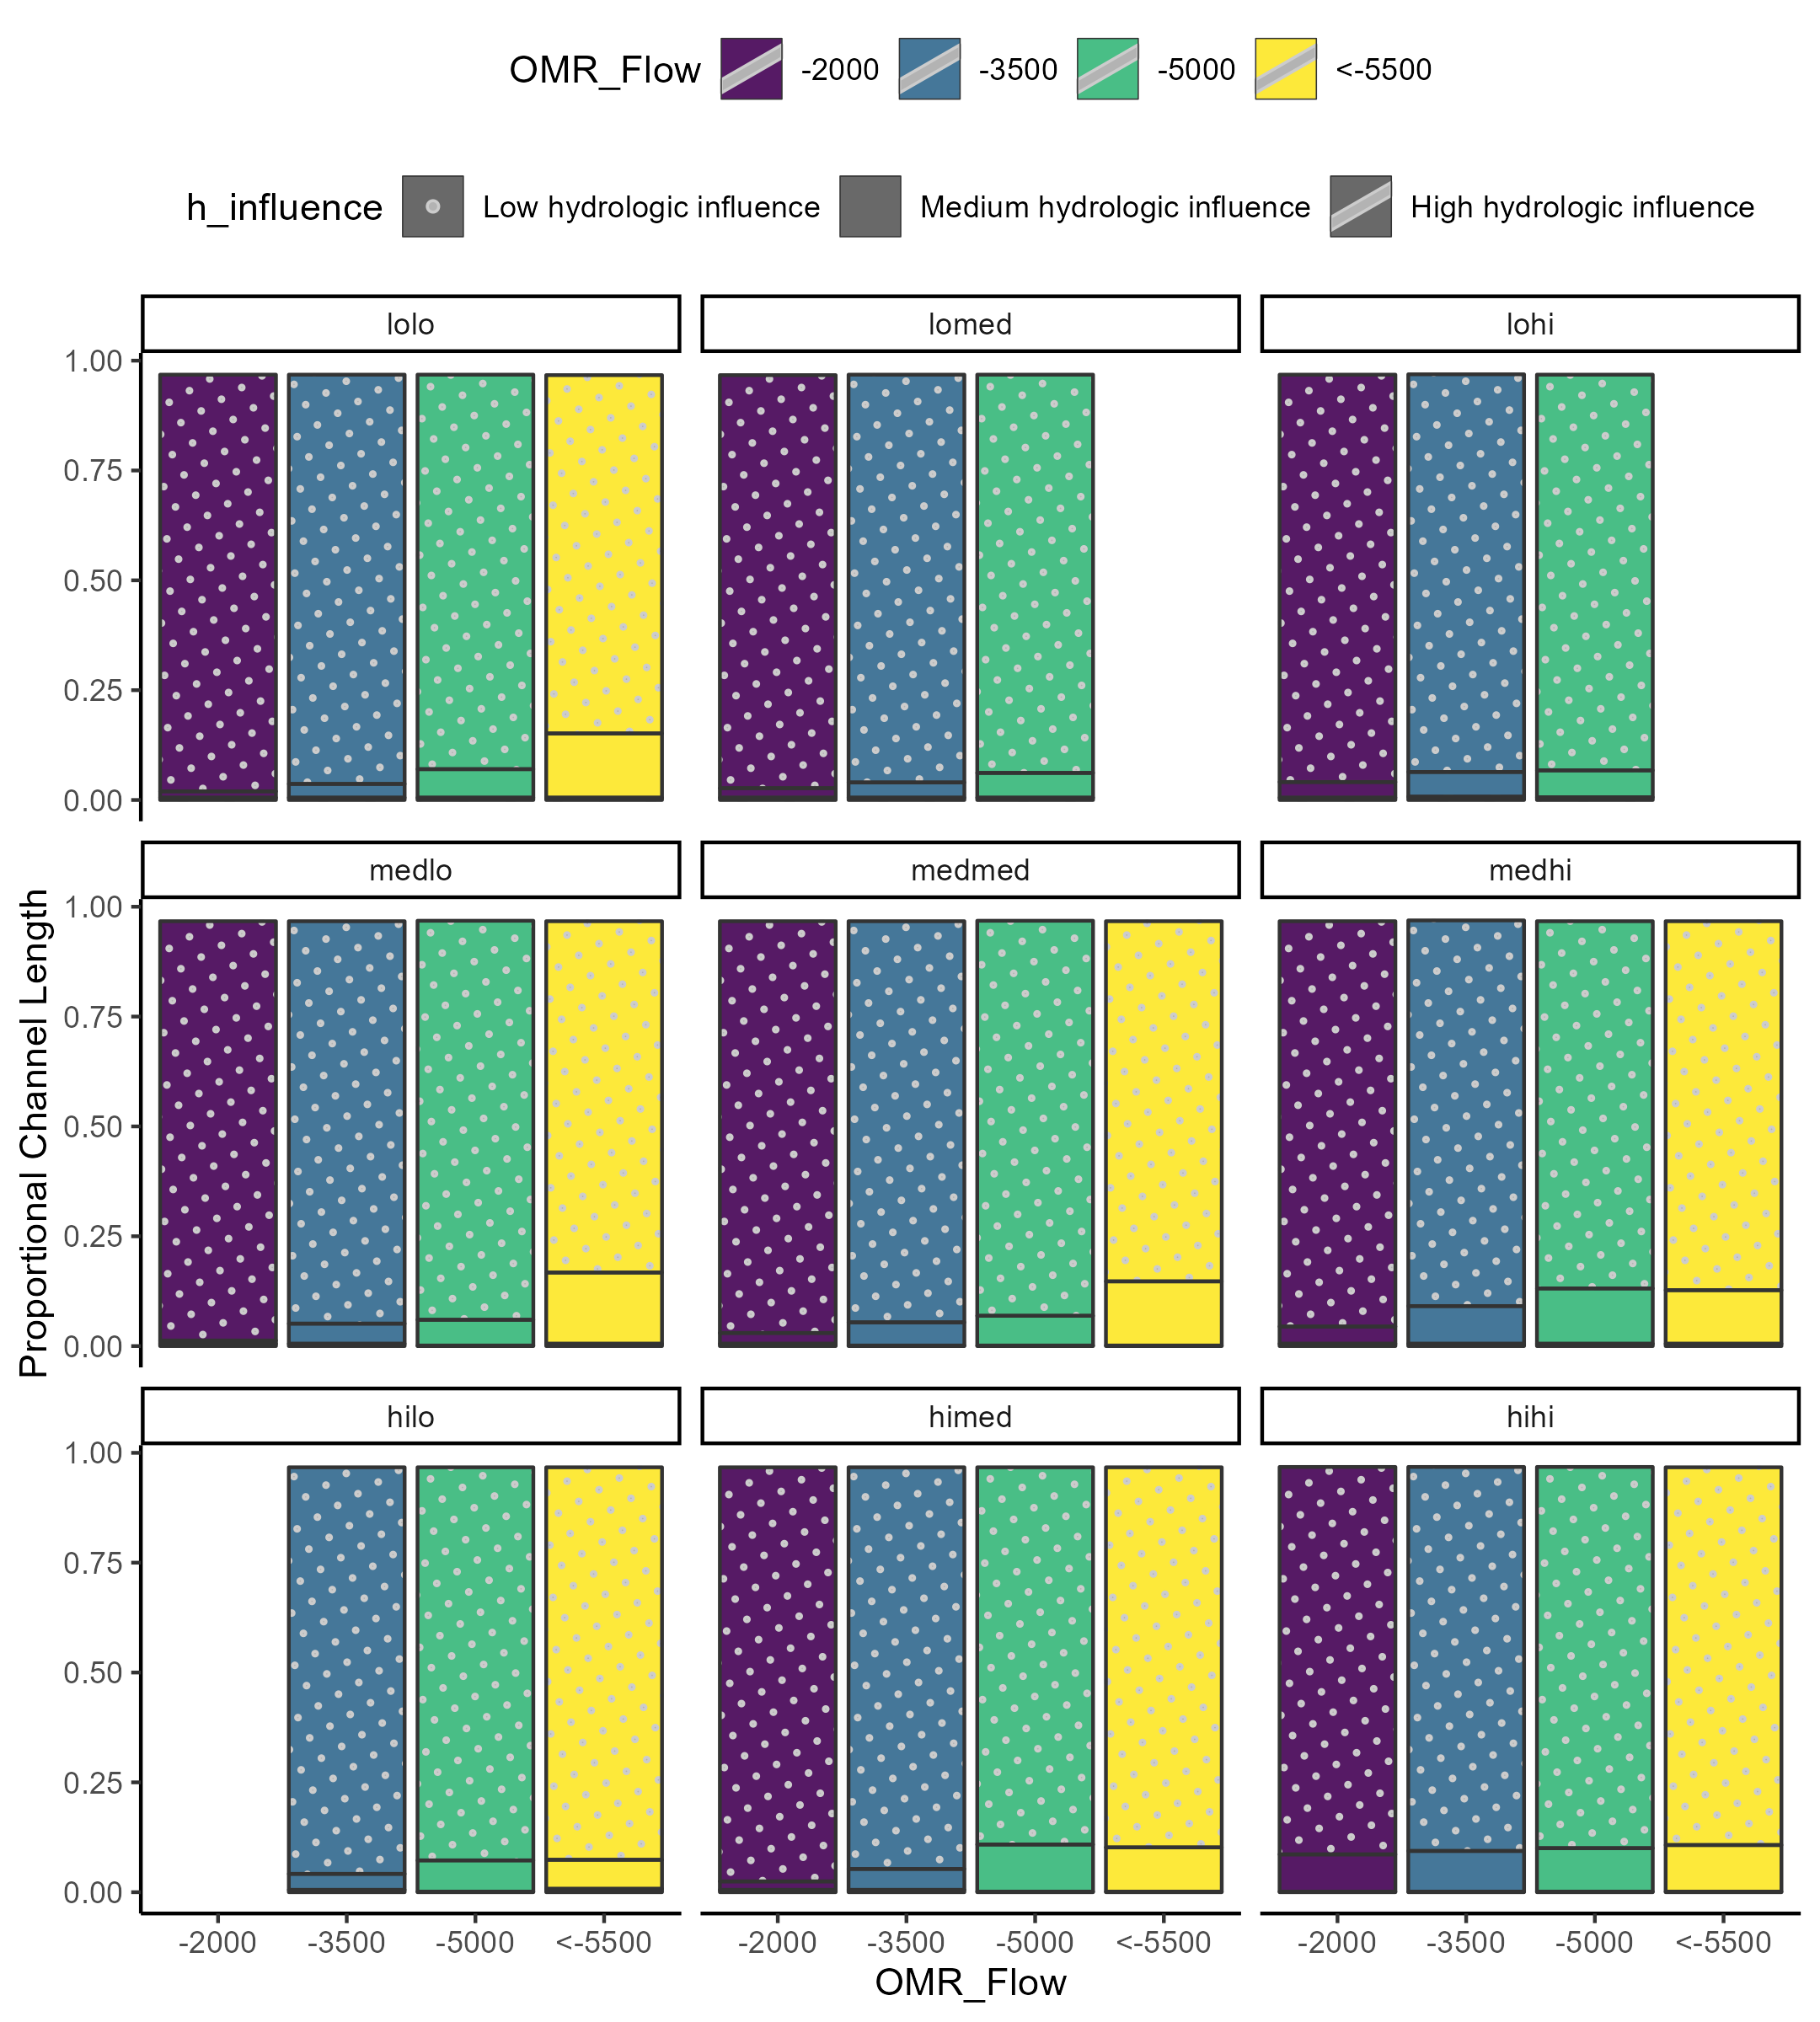 OMR_Flow -2000 -3500 -5000 <-5500
h_influence Low hydrologic influence Medium hydrologic influence High hydrologic influence
lolo lomed lohi
1.00
0.75
0.50
0.25
0.00
medlo medmed medhi
1.00
0.75
0.50
0.25
0.00
Proportional Channel Length
hilo himed hihi
1.00
0.75
0.50
0.25
0.00
-2000 -3500 -5000 <-5500 -2000 -3500 -5000 <-5500 -2000 -3500 -5000 <-5500
OMR_Flow